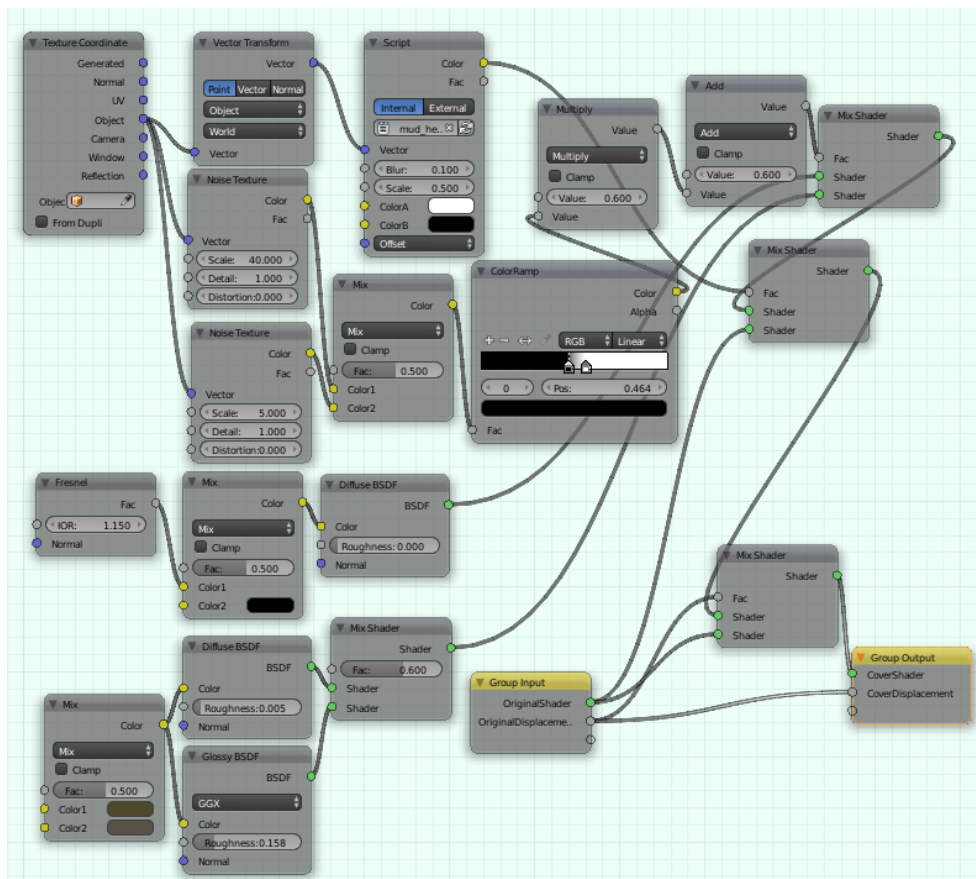 Texture Coordinate
Generated
Normal
UV
Object
Camera
Window
Reflection
Objec
From Dupli
Vector Transform
Vector
Point Vector Normal
Object
World
Vector
Script
Color
Fac
Internal External
mud_he..
Vector
Blur: 0.100
Scale: 0.500
ColorA
ColorB
Offset
Multiply
Value
Multiply
Clamp
Value: 0.600
Value
Add
Value
Add
Clamp
Value: 0.600
Value
Mix Shader
Shader
Fac
Shader
Shader
Noise Texture
Color
Fac
Vector
Scale: 40.000
Detail: 1.000
Distortion:0.000
Mix
Color
Mix
Clamp
Fac: 0.500
Color1
Color2
ColorRamp
Color
Alpha
RGB Linear
0 Pos: 0.464
Fac
Mix Shader
Shader
Fac
Shader
Shader
Noise Texture
Color
Fac
Vector
Scale: 5.000
Detail: 1.000
Distortion:0.000
Fresnel
Fac
IOR: 1.150
Normal
Mix
Color
Mix
Clamp
Fac: 0.500
Color1
Color2
Diffuse BSDF
BSDF
Color
Roughness: 0.000
Normal
Mix Shader
Shader
Fac
Shader
Shader
Diffuse BSDF
BSDF
Color
Roughness:0.005
Normal
Mix Shader
Shader
Fac: 0.600
Shader
Shader
Mix
Color
Mix
Clamp
Fac: 0.500
Color1
Color2
Glossy BSDF
BSDF
GGX
Color
Roughness:0.158
Normal
Group Input
OriginalShader
OriginalDisplaceme..
Group Output
CoverShader
CoverDisplacement